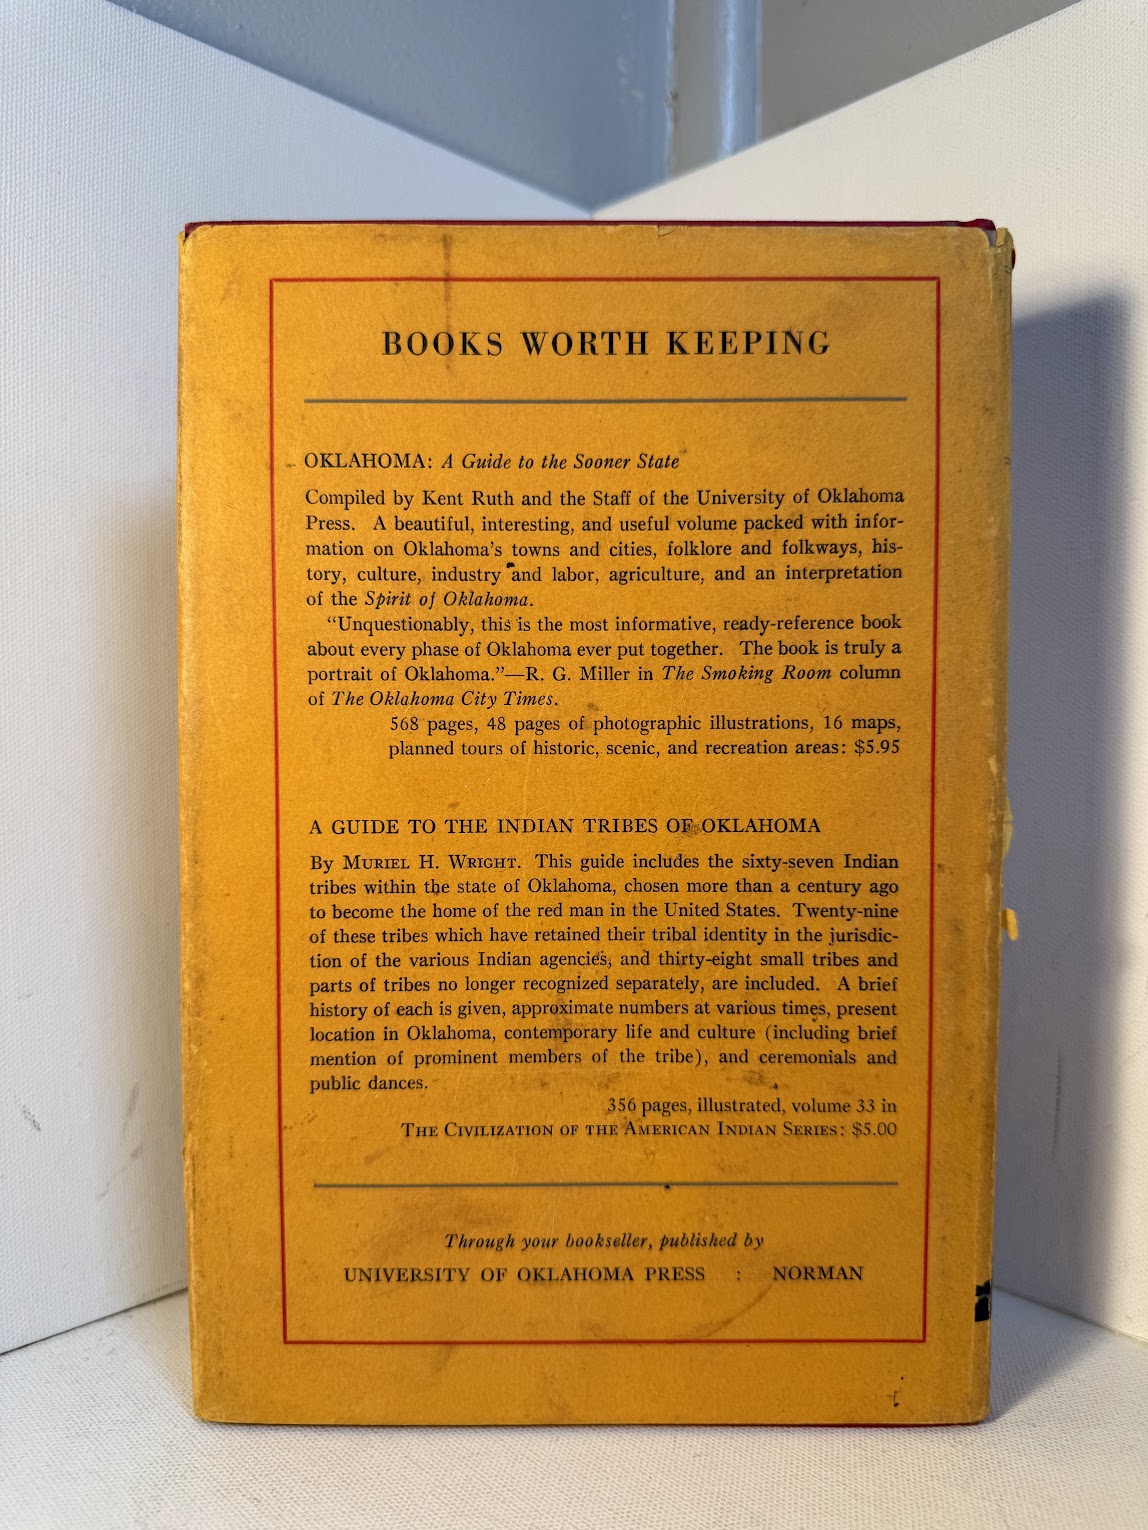 BOOKS WORTH KEEPING
OKLAHOMA: A Guide to the Sooner State
Compiled by Kent Ruth and the Staff of the University of Oklahoma
Press. A beautiful, interesting, and useful volume packed with infor-
mation on Oklahoma's towns and cities, folklore and folkways, his-
tory, culture, industry and labor, agriculture, and an interpretation
of the Spirit of Oklahoma.
"Unquestionably, this is the most informative, ready-reference book
about every phase of Oklahoma ever put together. The book is truly a
portrait of Oklahoma."—R. G. Miller in The Smoking Room column
of The Oklahoma City Times.
568 pages, 48 pages of photographic illustrations, 16 maps,
planned tours of historic, scenic, and recreation areas: $5.95
A GUIDE TO THE INDIAN TRIBES OF OKLAHOMA
By MURIEL H. WRIGHT. This guide includes the sixty-seven Indian
tribes within the state of Oklahoma, chosen more than a century ago
to become the home of the red man in the United States. Twenty-nine
of these tribes which have retained their tribal identity in the jurisdic-
tion of the various Indian agencies, and thirty-eight small tribes and
parts of tribes no longer recognized separately, are included. A brief
history of each is given, approximate numbers at various times, present
location in Oklahoma, contemporary life and culture (including brief
mention of prominent members of the tribe), and ceremonials and
public dances.
356 pages, illustrated, volume 33 in
THE CIVILIZATION OF THE AMERICAN INDIAN SERIES: $5.00
Through your bookseller, published by
UNIVERSITY OF OKLAHOMA PRESS : NORMAN